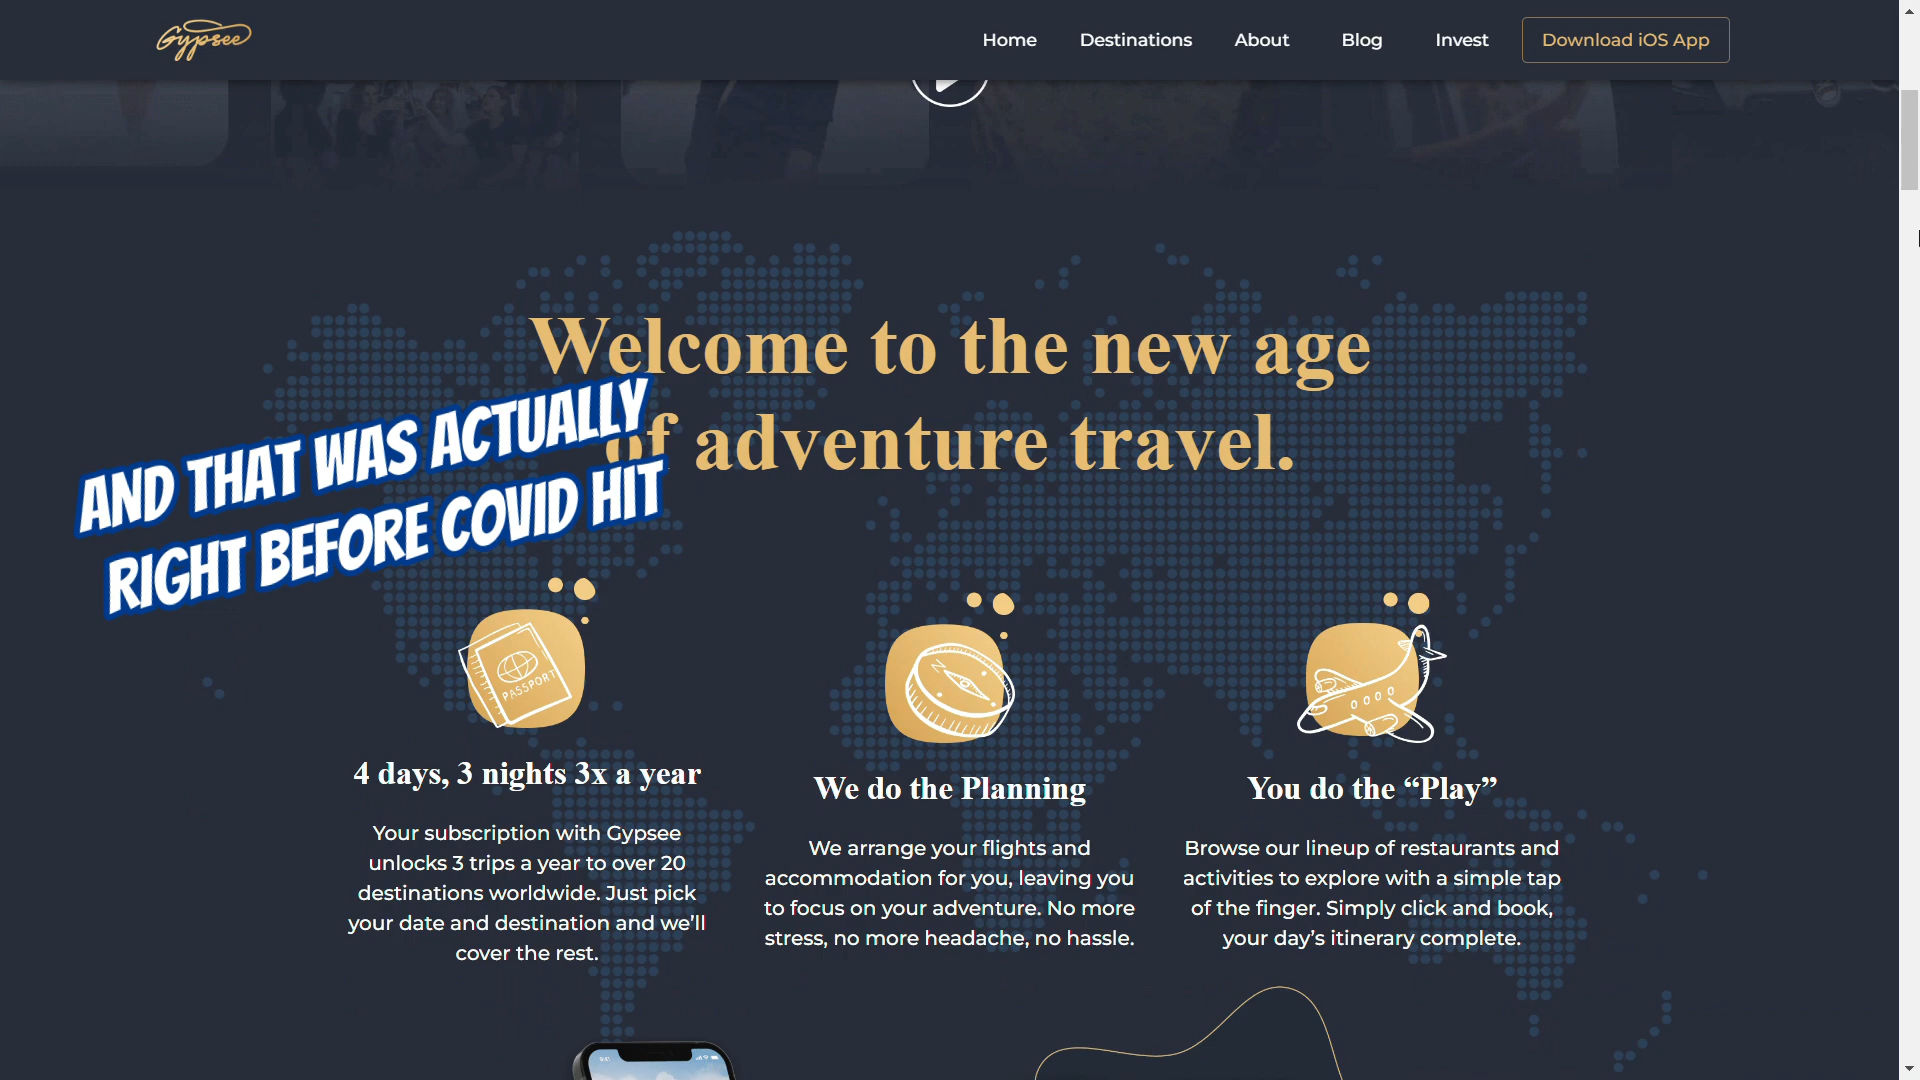 Gypsee
Home
Destinations
About
Blog
Invest
Download iOS App
Welcome to the new age
of adventure travel.
AND THAT WAS ACTUALLY
RIGHT BEFORE COVID HIT
PASSPORT
N
4 days, 3 nights 3x a year
Your subscription with Gypsee
unlocks 3 trips a year to over 20
destinations worldwide. Just pick
your date and destination and we’ll
cover the rest.
We do the Planning
We arrange your flights and
accommodation for you, leaving you
to focus on your adventure. No more
stress, no more headache, no hassle.
You do the “Play”
Browse our lineup of restaurants and
activities to explore with a simple tap
of the finger. Simply click and book,
your day’s itinerary complete.
9:41